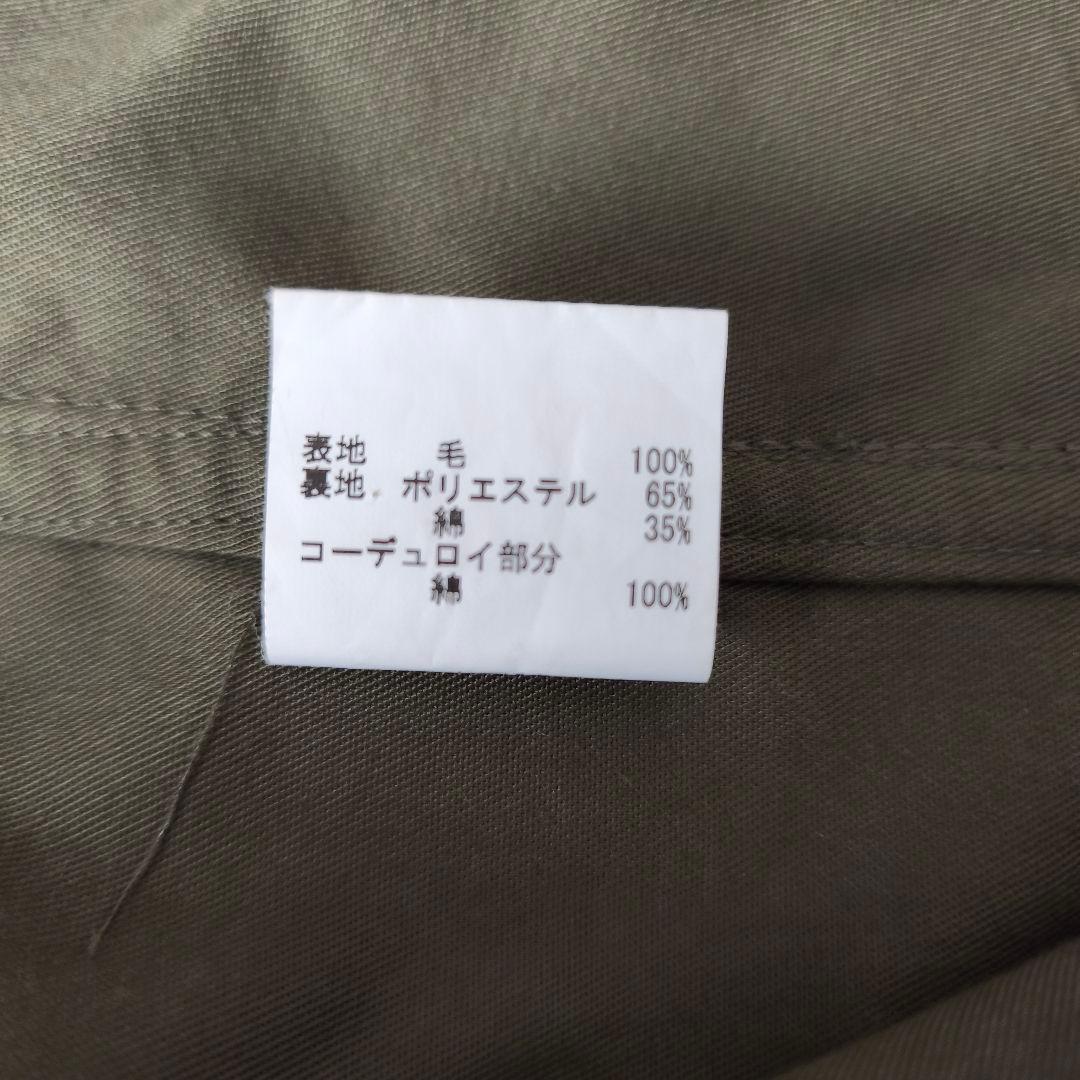 表地 毛 100%
裏地 ポリエステル 65%
綿 35%
コーデュロイ部分
綿 100%